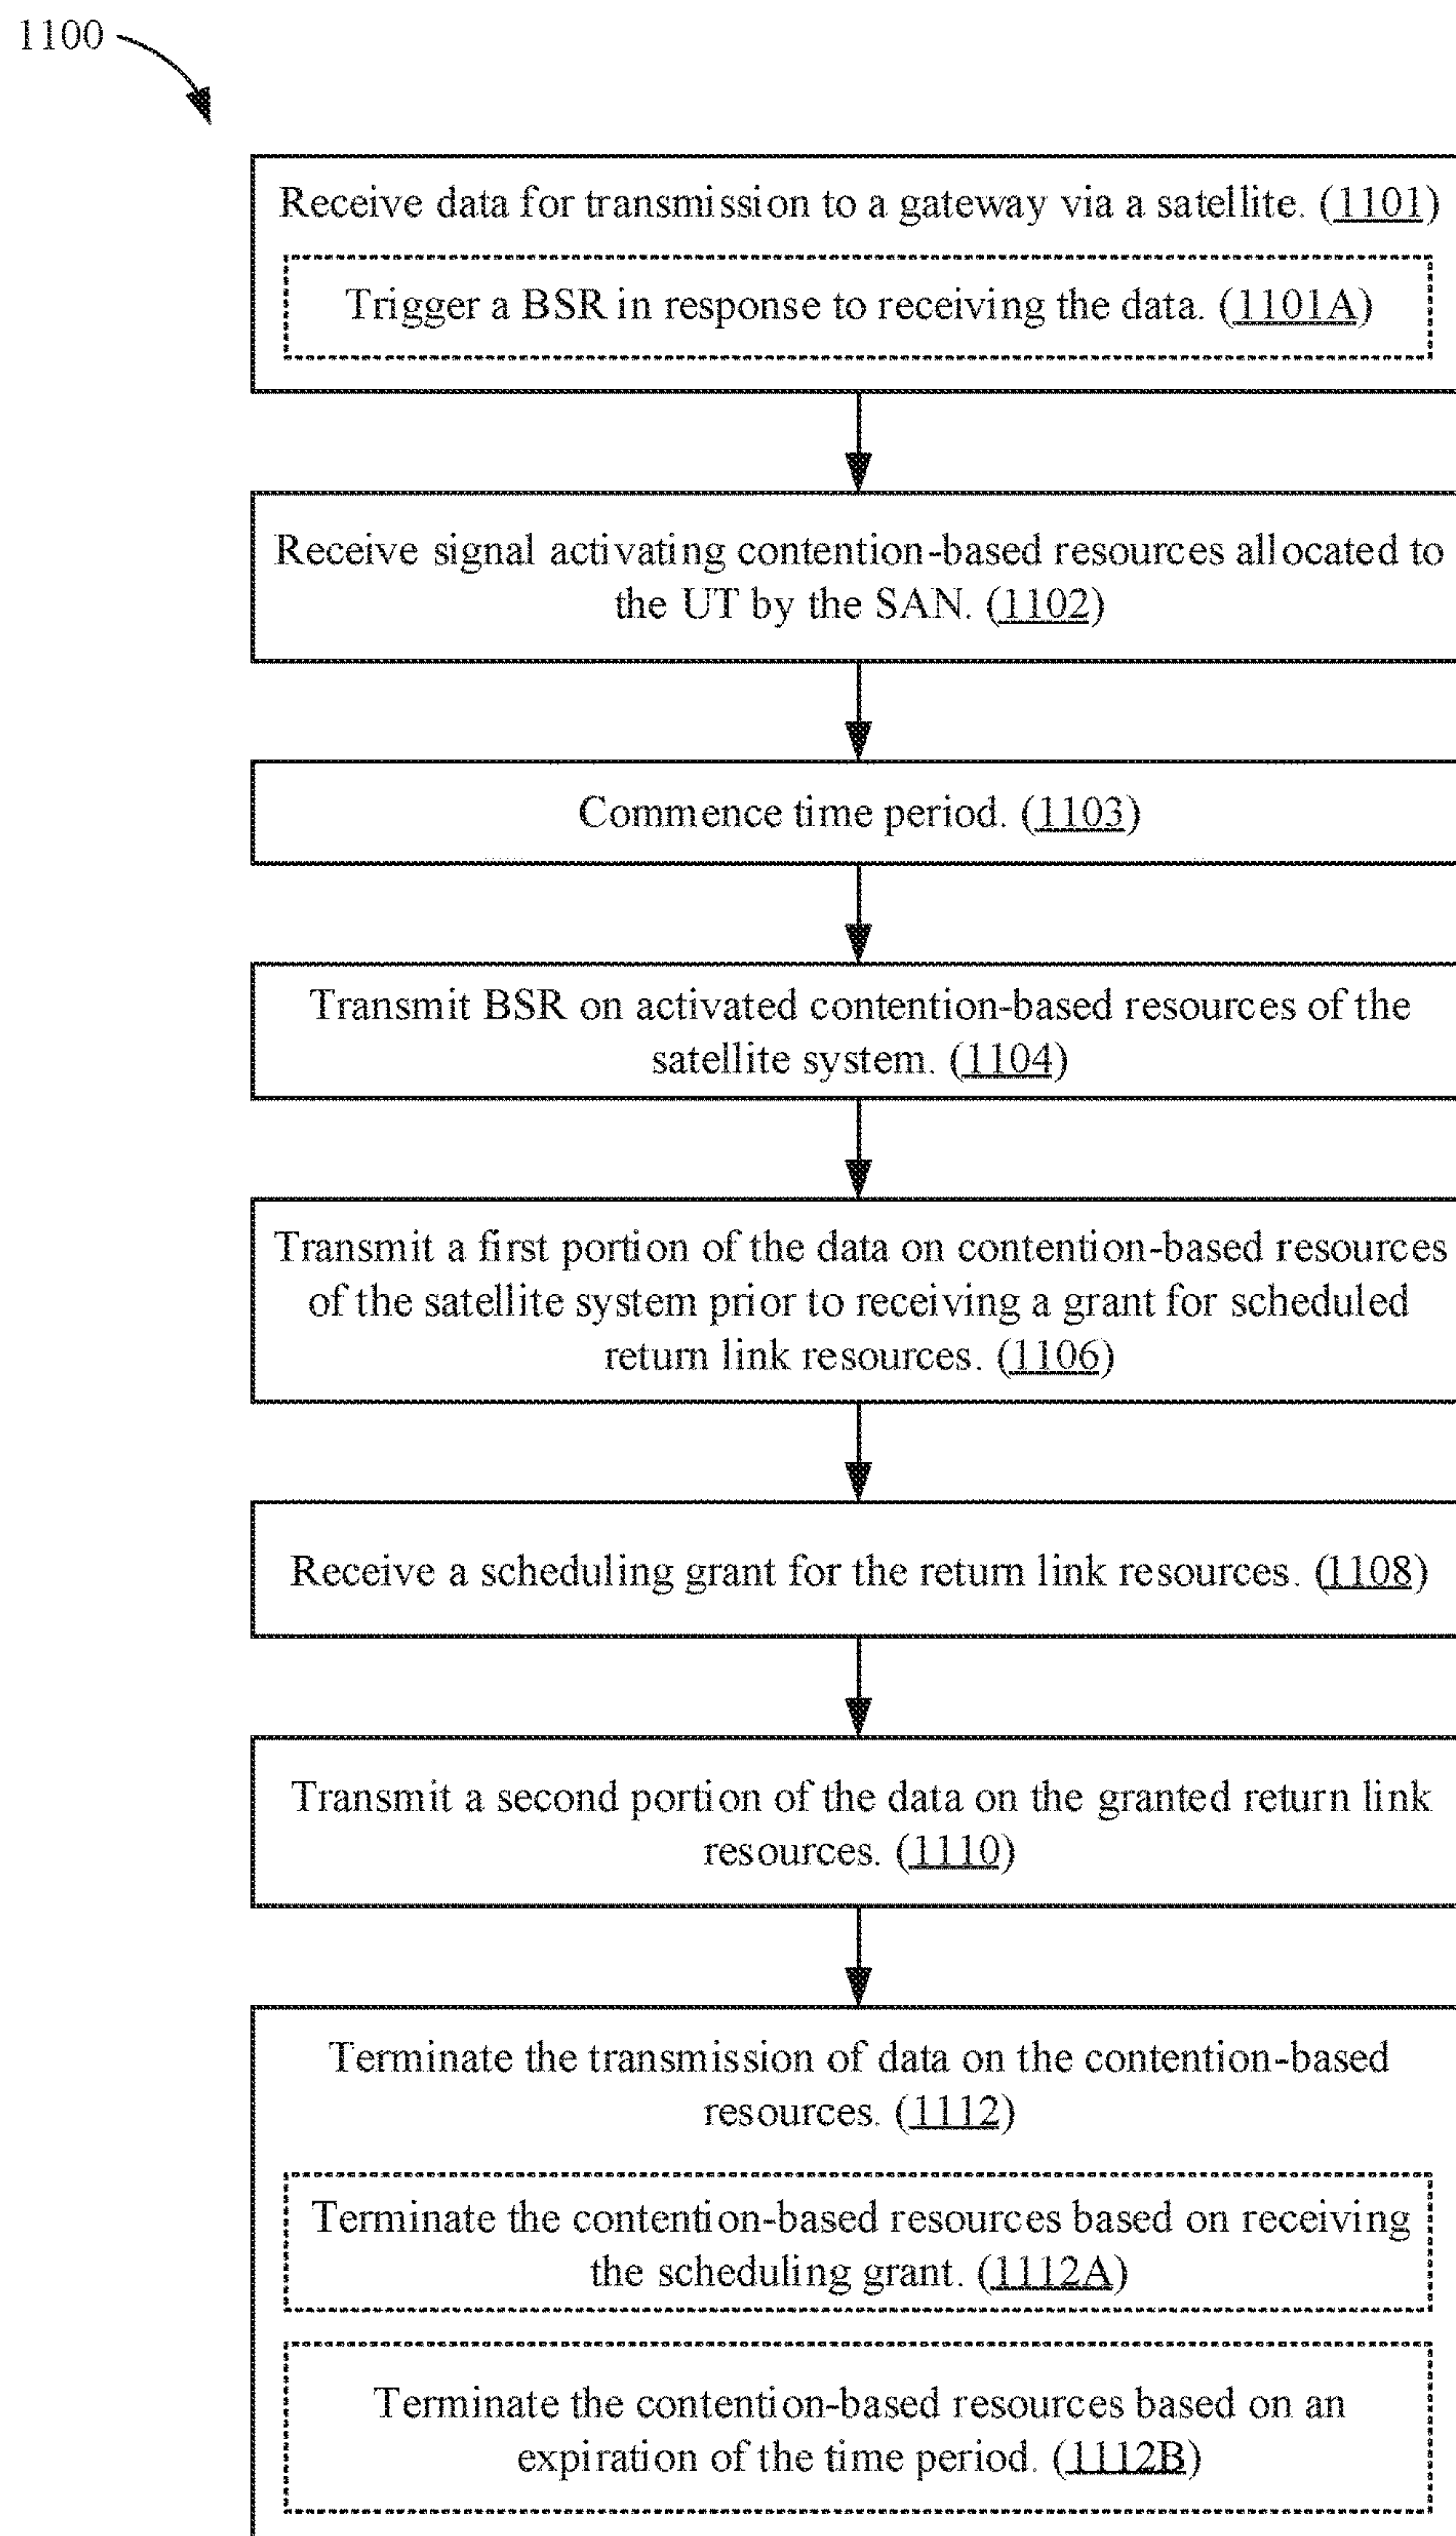 1100
Receive data for transmission to a gateway via a satellite. (1101)
Trigger a BSR in response to receiving the data. (1101A)
Receive signal activating contention-based resources allocated to
the UT by the SAN. (1102)
Commence time period. (1103)
Transmit BSR on activated contention-based resources of the
satellite system. (1104)
Transmit a first portion of the data on contention-based resources
of the satellite system prior to receiving a grant for scheduled
return link resources. (1106)
Receive a scheduling grant for the return link resources. (1108)
Transmit a second portion of the data on the granted return link
resources. (1110)
Terminate the transmission of data on the contention-based
resources. (1112)
Terminate the contention-based resources based on receiving
the scheduling grant. (1112A)
Terminate the contention-based resources based on an
expiration of the time period. (1112B)